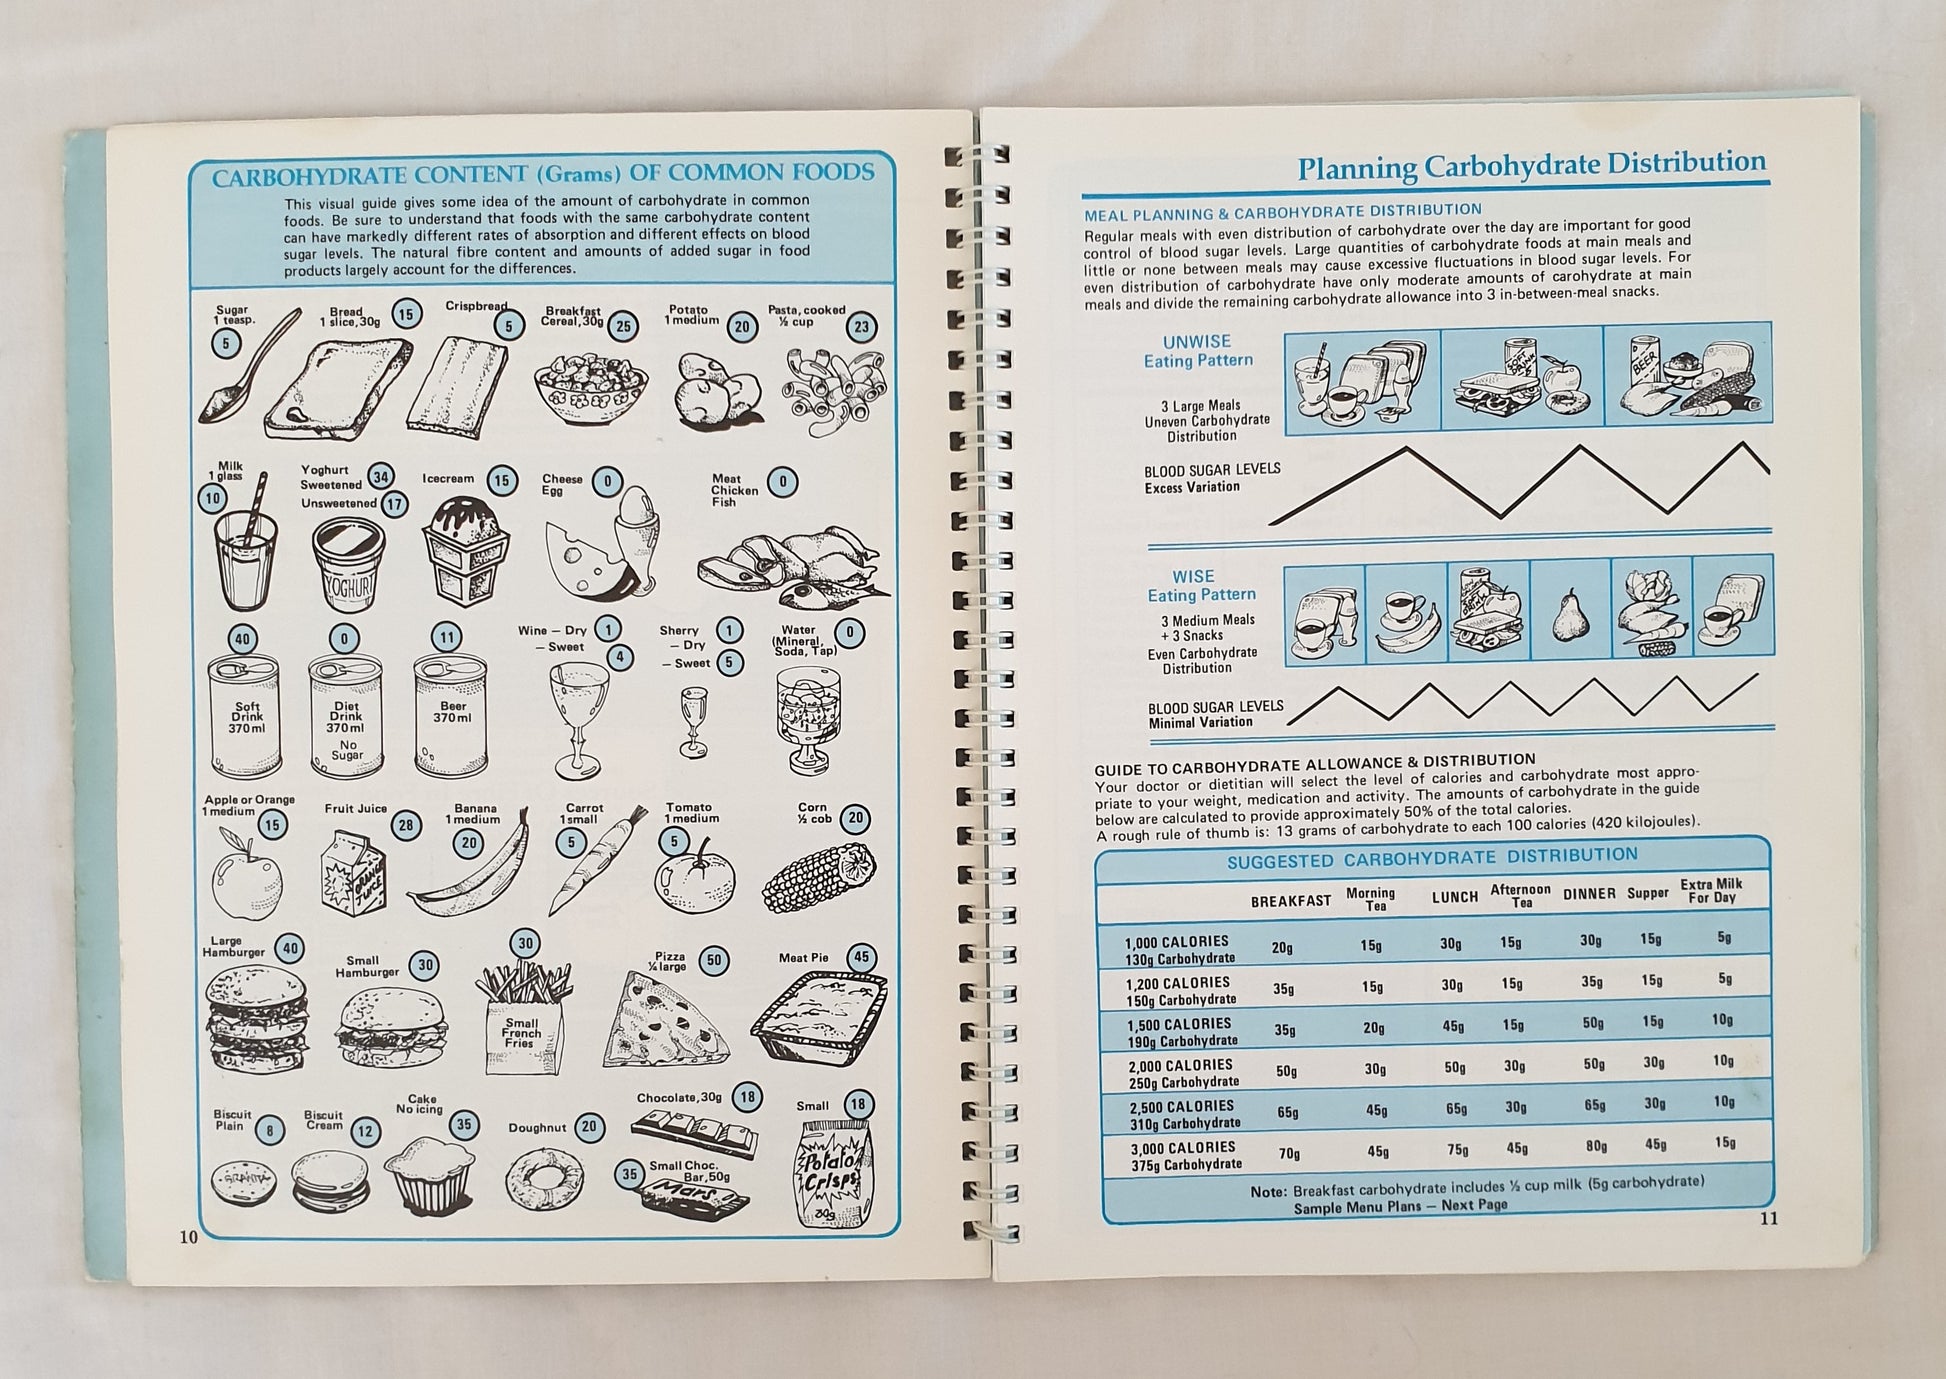 CARBOHYDRATE CONTENT (Grams) OF COMMON FOODS
This visual guide gives some idea of the amount of carbohydrate in common
foods. Be sure to understand that foods with the same carbohydrate content
can have markedly different rates of absorption and different effects on blood
sugar levels. The natural fibre content and amounts of added sugar in food
products largely account for the differences.
Sugar
1 teasp.
5
Bread
1 slice, 30g
15
Crispbread
5
Breakfast
Cereal, 30g
25
Potato
1 medium
20
Pasta, cooked
½ cup
23
Milk
1 glass
10
Yoghurt
Sweetened
34
Unsweetened
17
YOGHURT
Icecream
15
Cheese
Egg
0
Meat
Chicken
Fish
0
40
Soft
Drink
370ml
0
Diet
Drink
370ml
No
Sugar
11
Beer
370ml
Wine – Dry
1
– Sweet
4
Sherry
– Dry
1
– Sweet
5
Water
(Mineral,
Soda, Tap)
0
Apple or Orange
1 medium
15
Fruit Juice
28
ORANGE
JUICE
Banana
1 medium
20
Carrot
1 small
5
Tomato
1 medium
5
Corn
½ cob
20
Large
Hamburger
40
Small
Hamburger
30
30
Small
French
Fries
Pizza
¼ large
50
Meat Pie
45
Biscuit
Plain
8
Biscuit
Cream
12
Cake
No icing
35
Doughnut
20
Chocolate, 30g
18
35
Small Choc.
Bar, 50g
Mars
Small
18
Potato
Crisps
30g
10
Planning Carbohydrate Distribution
MEAL PLANNING & CARBOHYDRATE DISTRIBUTION
Regular meals with even distribution of carbohydrate over the day are important for good
control of blood sugar levels. Large quantities of carbohydrate foods at main meals and
little or none between meals may cause excessive fluctuations in blood sugar levels. For
even distribution of carbohydrate have only moderate amounts of carohydrate at main
meals and divide the remaining carbohydrate allowance into 3 in-between-meal snacks.
UNWISE
Eating Pattern
3 Large Meals
Uneven Carbohydrate
Distribution
SOFT
DRINK
BEER
BLOOD SUGAR LEVELS
Excess Variation
WISE
Eating Pattern
3 Medium Meals
+ 3 Snacks
Even Carbohydrate
Distribution
BLOOD SUGAR LEVELS
Minimal Variation
GUIDE TO CARBOHYDRATE ALLOWANCE & DISTRIBUTION
Your doctor or dietitian will select the level of calories and carbohydrate most appro-
priate to your weight, medication and activity. The amounts of carbohydrate in the guide
below are calculated to provide approximately 50% of the total calories.
A rough rule of thumb is: 13 grams of carbohydrate to each 100 calories (420 kilojoules).
SUGGESTED CARBOHYDRATE DISTRIBUTION
BREAKFAST Morning Tea LUNCH Afternoon Tea DINNER Supper Extra Milk For Day
1,000 CALORIES
130g Carbohydrate 20g 15g 30g 15g 30g 15g 5g
1,200 CALORIES
150g Carbohydrate 35g 15g 30g 15g 35g 15g 5g
1,500 CALORIES
190g Carbohydrate 35g 20g 45g 15g 50g 15g 10g
2,000 CALORIES
250g Carbohydrate 50g 30g 50g 30g 50g 30g 10g
2,500 CALORIES
310g Carbohydrate 65g 45g 65g 30g 65g 30g 10g
3,000 CALORIES
375g Carbohydrate 70g 45g 75g 45g 80g 45g 15g
Note: Breakfast carbohydrate includes ½ cup milk (5g carbohydrate)
Sample Menu Plans – Next Page
11